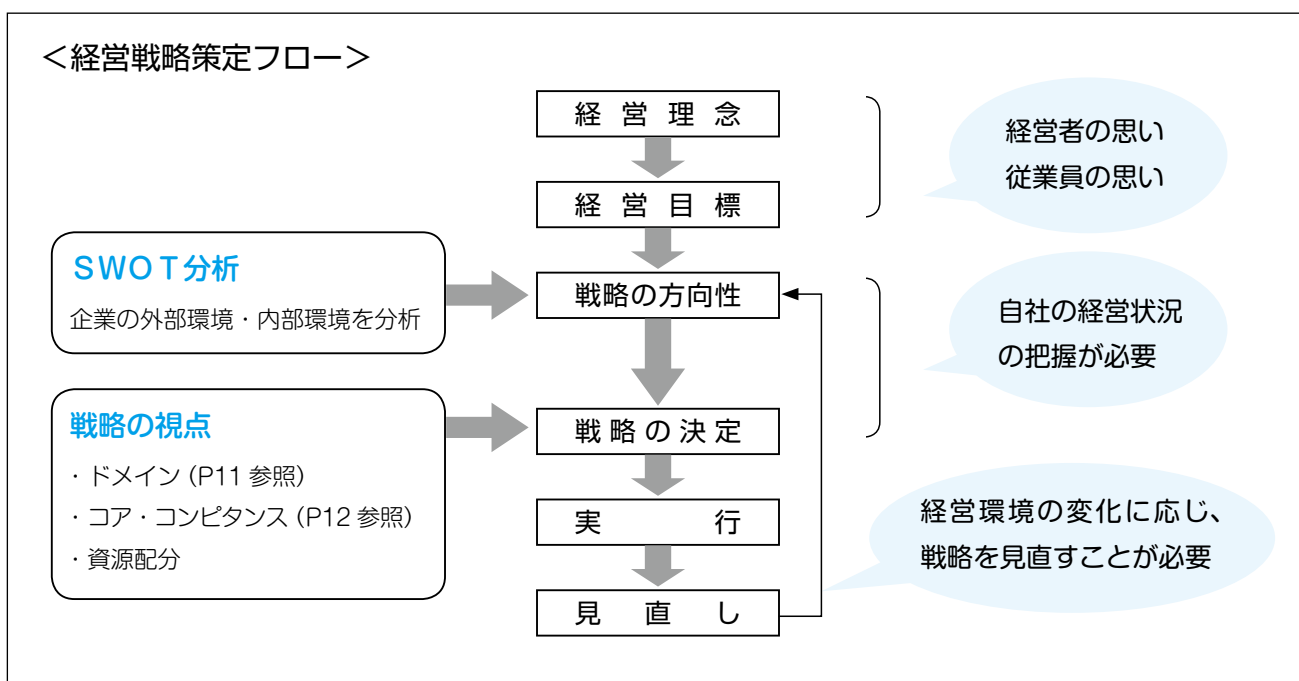 ＜経営戦略策定フロー＞
経営理念
経営目標
経営者の思い
従業員の思い
ＳＷＯＴ分析
企業の外部環境・内部環境を分析
戦略の方向性
自社の経営状況
の把握が必要
戦略の視点
・ドメイン（P11 参照）
・コア・コンピタンス（P12 参照）
・資源配分
戦略の決定
実行
見直し
経営環境の変化に応じ、
戦略を見直すことが必要